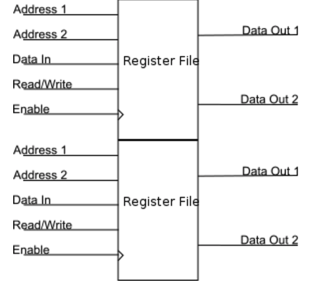 Address 1
Data Out 1
Address 2
Data In
Register File
Read/Write
Data Out 2
Enable
Address 1
Data Out 1
Address 2
Data In
Register File
Read/Write
Data Out 2
Enable